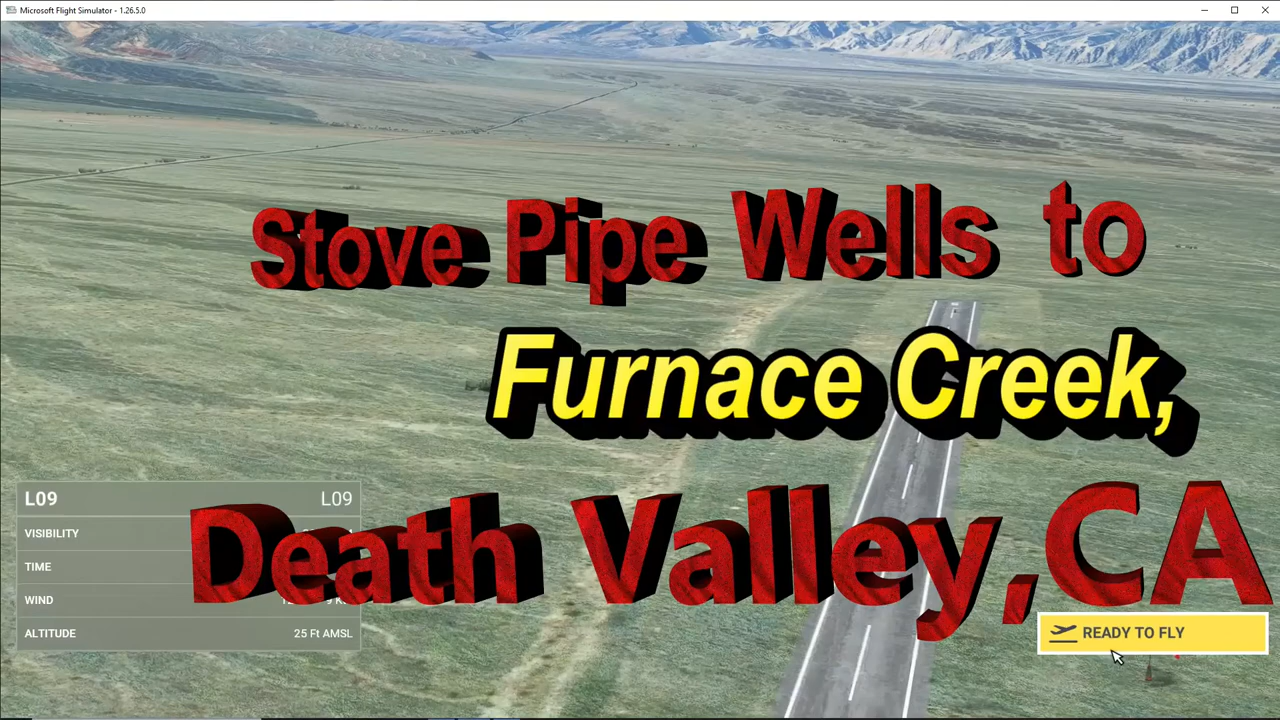 Microsoft Flight Simulator - 1.26.5.0
Stove Pipe Wells to
Furnace Creek,
Death Valley,CA
L09 L09
VISIBILITY
TIME
WIND
ALTITUDE 25 Ft AMSL
READY TO FLY